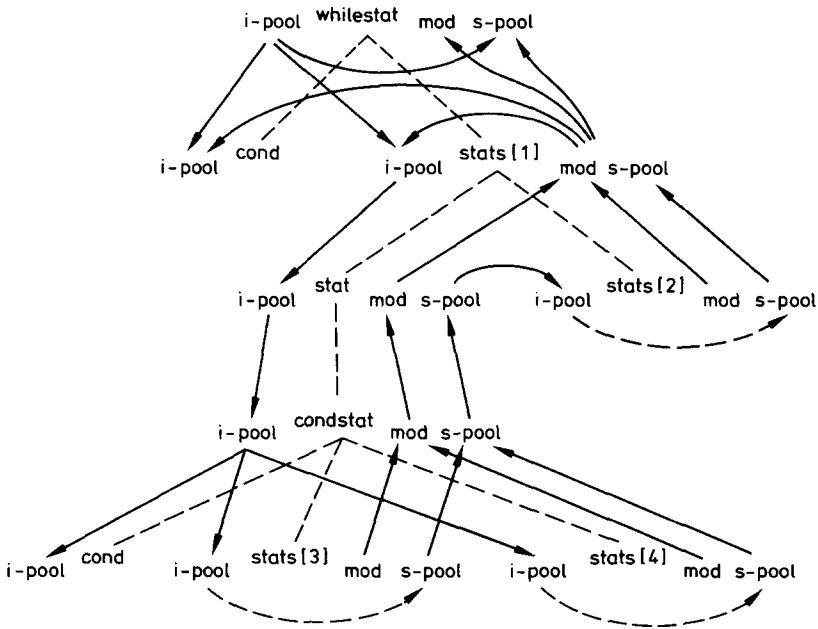 i-pool whilestat mod s-pool
i-pool cond i-pool stats[1] mod s-pool
i-pool stat mod s-pool i-pool stats[2] mod s-pool
i-pool condstat mod s-pool
i-pool cond i-pool stats[3] mod s-pool i-pool stats[4] mod s-pool